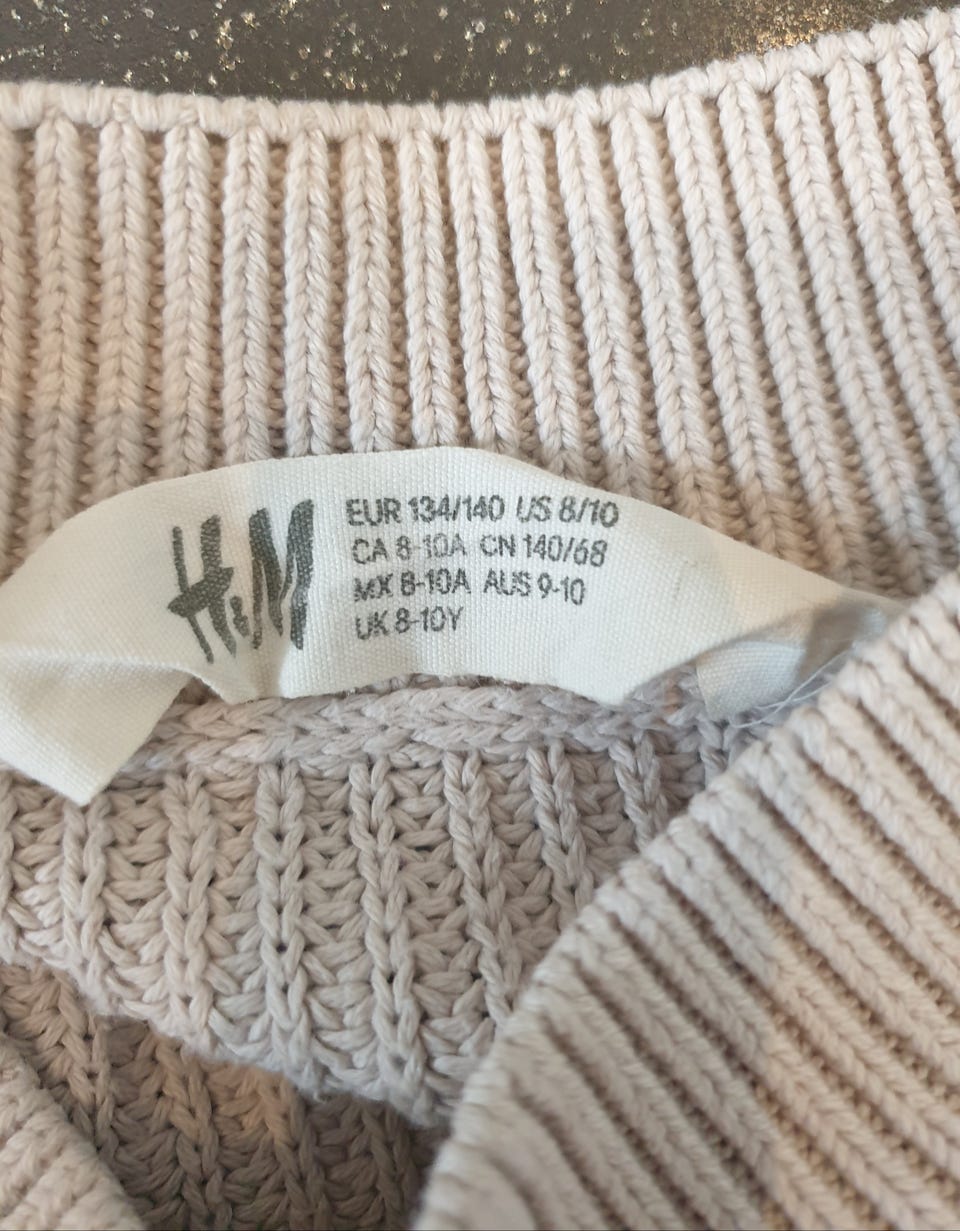 H&M
EUR 134/140 US 8/10
CA 8-10A CN 140/68
MX 8-10A AUS 9-10
UK 8-10Y